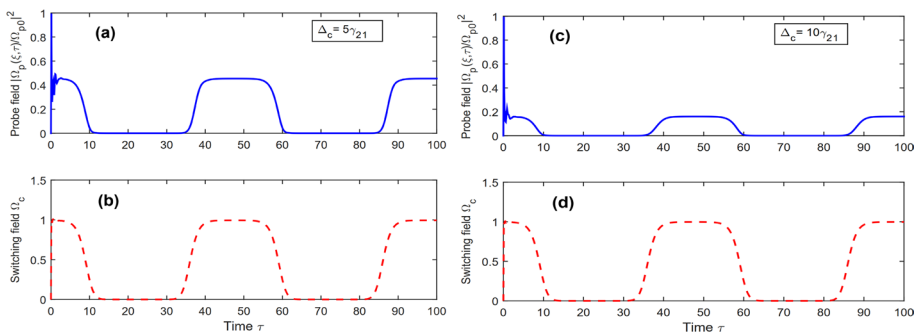 (a)
Δc= 5γ21
Probe field |Ωp(ξ,τ)/Ωp0|2
1
0.8
0.6
0.4
0.2
0
0 10 20 30 40 50 60 70 80 90 100
(b)
Switching field Ωc
1.5
1
0.5
0
0 10 20 30 40 50 60 70 80 90 100
Time τ
(c)
Δc= 10γ21
Probe field |Ωp(ξ,τ)/Ωp0|2
1
0.8
0.6
0.4
0.2
0
0 10 20 30 40 50 60 70 80 90 100
(d)
Switching field Ωc
1.5
1
0.5
0
0 10 20 30 40 50 60 70 80 90 100
Time τ